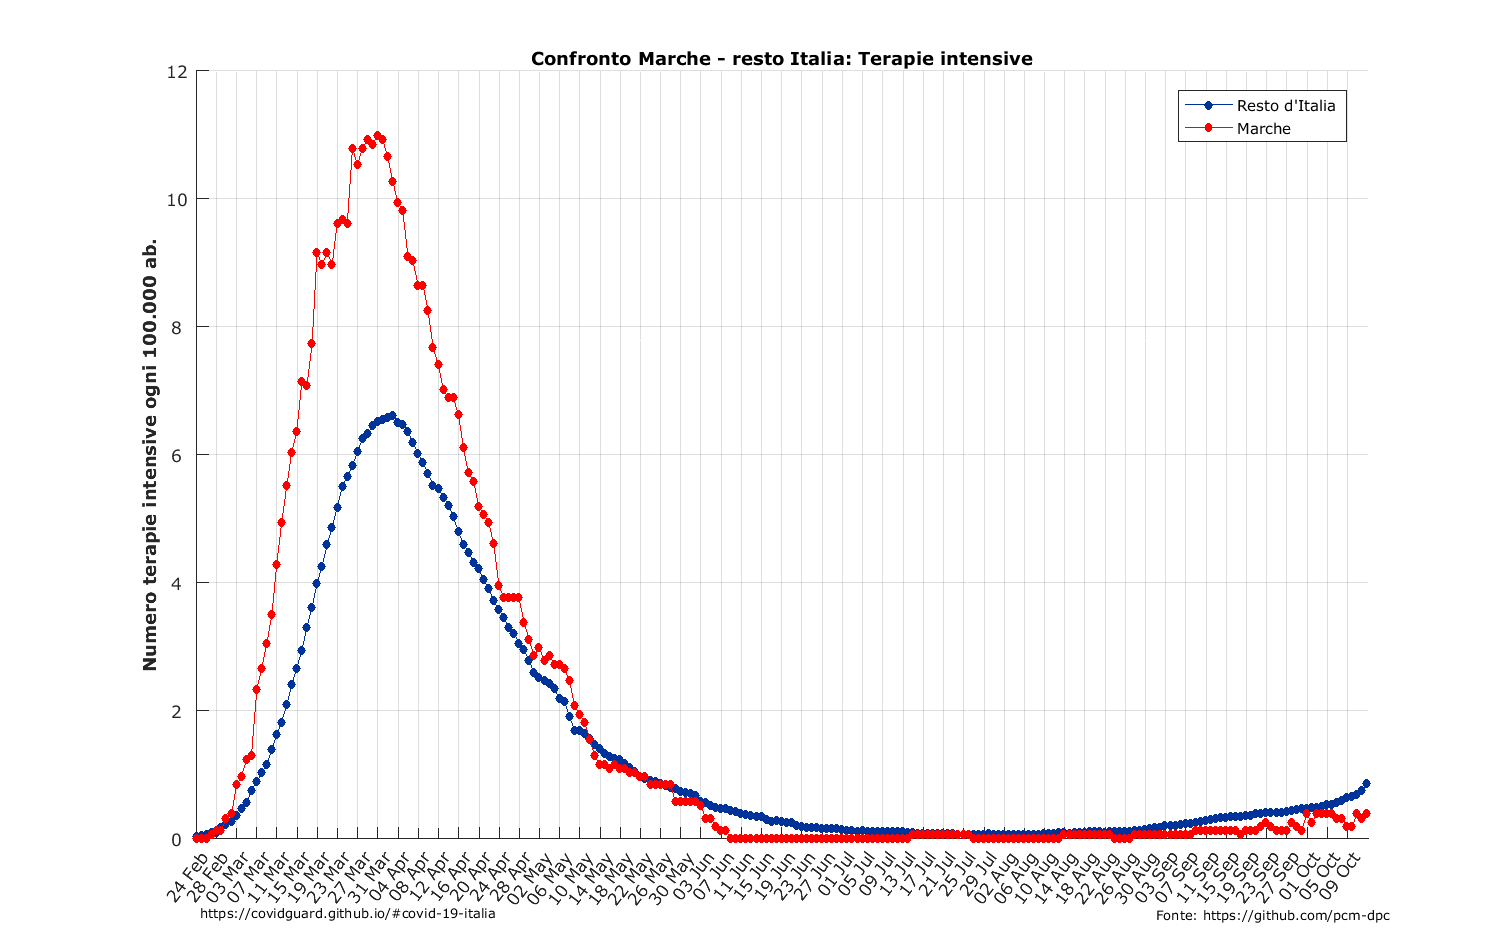 Confronto Marche - resto Italia: Terapie intensive
Resto d'Italia
Marche
Numero terapie intensive ogni 100.000 ab.
12
10
8
6
4
2
0
24 Feb
28 Feb
03 Mar
07 Mar
11 Mar
15 Mar
19 Mar
23 Mar
27 Mar
31 Mar
04 Apr
08 Apr
12 Apr
16 Apr
20 Apr
24 Apr
28 Apr
02 May
06 May
10 May
14 May
18 May
22 May
26 May
30 May
03 Jun
07 Jun
11 Jun
15 Jun
19 Jun
23 Jun
27 Jun
01 Jul
05 Jul
09 Jul
13 Jul
17 Jul
21 Jul
25 Jul
29 Jul
02 Aug
06 Aug
10 Aug
14 Aug
18 Aug
22 Aug
26 Aug
30 Aug
03 Sep
07 Sep
11 Sep
15 Sep
19 Sep
23 Sep
27 Sep
01 Oct
05 Oct
09 Oct
https://covidguard.github.io/#covid-19-italia
Fonte: https://github.com/pcm-dpc